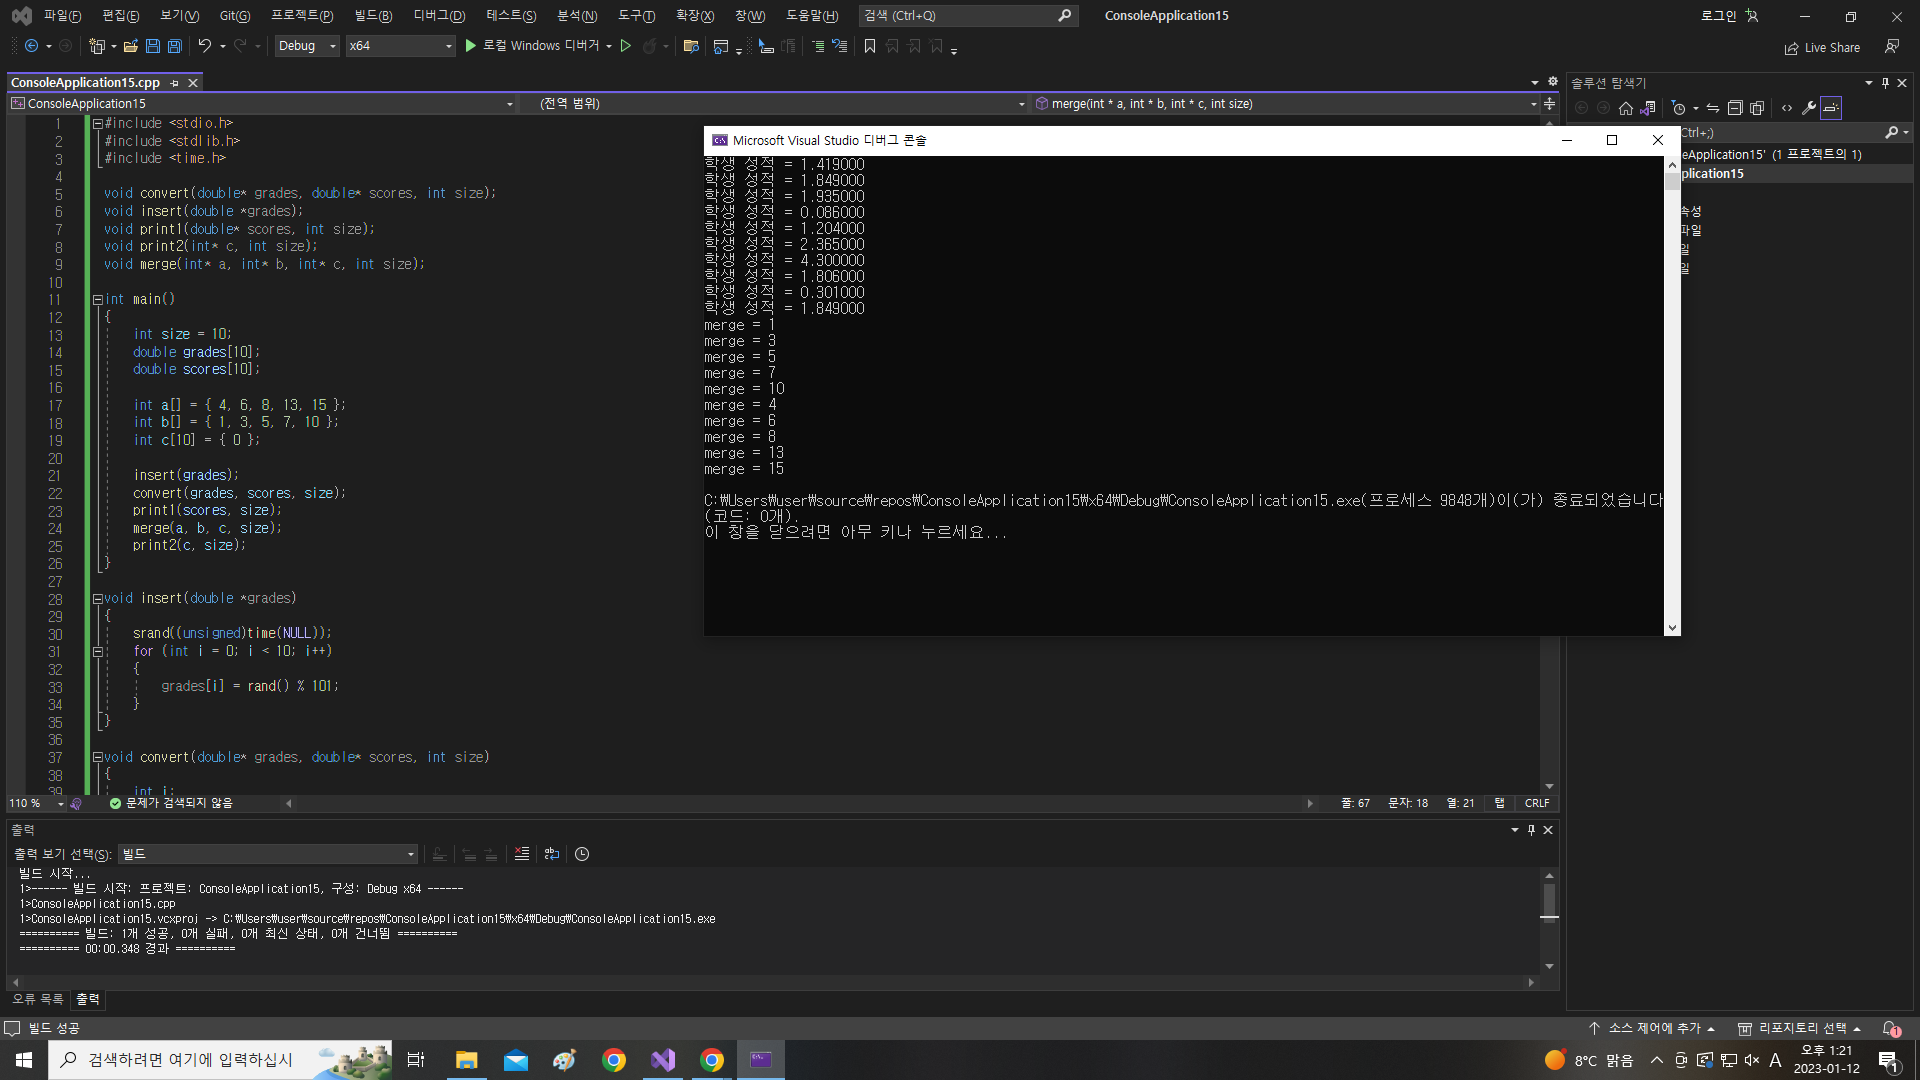 파일(F) 편집(E) 보기(V) Git(G) 프로젝트(P) 빌드(B) 디버그(D) 테스트(S) 분석(N) 도구(T) 확장(X) 창(W) 도움말(H) 검색 (Ctrl+Q) ConsoleApplication15 로그인
Debug x64 로컬 Windows 디버거 Live Share
ConsoleApplication15.cpp
ConsoleApplication15 (전역 범위) merge(int * a, int * b, int * c, int size)
1 #include <stdio.h>
2 #include <stdlib.h>
3 #include <time.h>
4
5 void convert(double* grades, double* scores, int size);
6 void insert(double *grades);
7 void print1(double* scores, int size);
8 void print2(int* c, int size);
9 void merge(int* a, int* b, int* c, int size);
10
11 int main()
12 {
13 int size = 10;
14 double grades[10];
15 double scores[10];
16
17 int a[] = { 4, 6, 8, 13, 15 };
18 int b[] = { 1, 3, 5, 7, 10 };
19 int c[10] = { 0 };
20
21 insert(grades);
22 convert(grades, scores, size);
23 print1(scores, size);
24 merge(a, b, c, size);
25 print2(c, size);
26 }
27
28 void insert(double *grades)
29 {
30 srand((unsigned)time(NULL));
31 for (int i = 0; i < 10; i++)
32 {
33 grades[i] = rand() % 101;
34 }
35 }
36
37 void convert(double* grades, double* scores, int size)
38 {
39 int i;
110 % 문제가 검색되지 않음 줄: 67 문자: 18 열: 21 탭 CRLF
Microsoft Visual Studio 디버그 콘솔
학생 성적 = 1.419000
학생 성적 = 1.849000
학생 성적 = 1.935000
학생 성적 = 0.086000
학생 성적 = 1.204000
학생 성적 = 2.365000
학생 성적 = 4.300000
학생 성적 = 1.806000
학생 성적 = 0.301000
학생 성적 = 1.849000
merge = 1
merge = 3
merge = 5
merge = 7
merge = 10
merge = 4
merge = 6
merge = 8
merge = 13
merge = 15
C:₩Users₩user₩source₩repos₩ConsoleApplication15₩x64₩Debug₩ConsoleApplication15.exe(프로세스 9848개)이(가) 종료되었습니다
(코드: 0개).
이 창을 닫으려면 아무 키나 누르세요...
솔루션 탐색기
Ctrl+;)
eApplication15' (1 프로젝트의 1)
plication15
속성
파일
일
일
출력
출력 보기 선택(S): 빌드
빌드 시작...
1>------ 빌드 시작: 프로젝트: ConsoleApplication15, 구성: Debug x64 ------
1>ConsoleApplication15.cpp
1>ConsoleApplication15.vcxproj -> C:₩Users₩user₩source₩repos₩ConsoleApplication15₩x64₩Debug₩ConsoleApplication15.exe
========== 빌드: 1개 성공, 0개 실패, 0개 최신 상태, 0개 건너뜀 ==========
========== 00:00.348 경과 ==========
오류 목록 출력
빌드 성공 소스 제어에 추가 리포지토리 선택 1
검색하려면 여기에 입력하십시 8°C 맑음 A 오후 1:21
2023-01-12 1